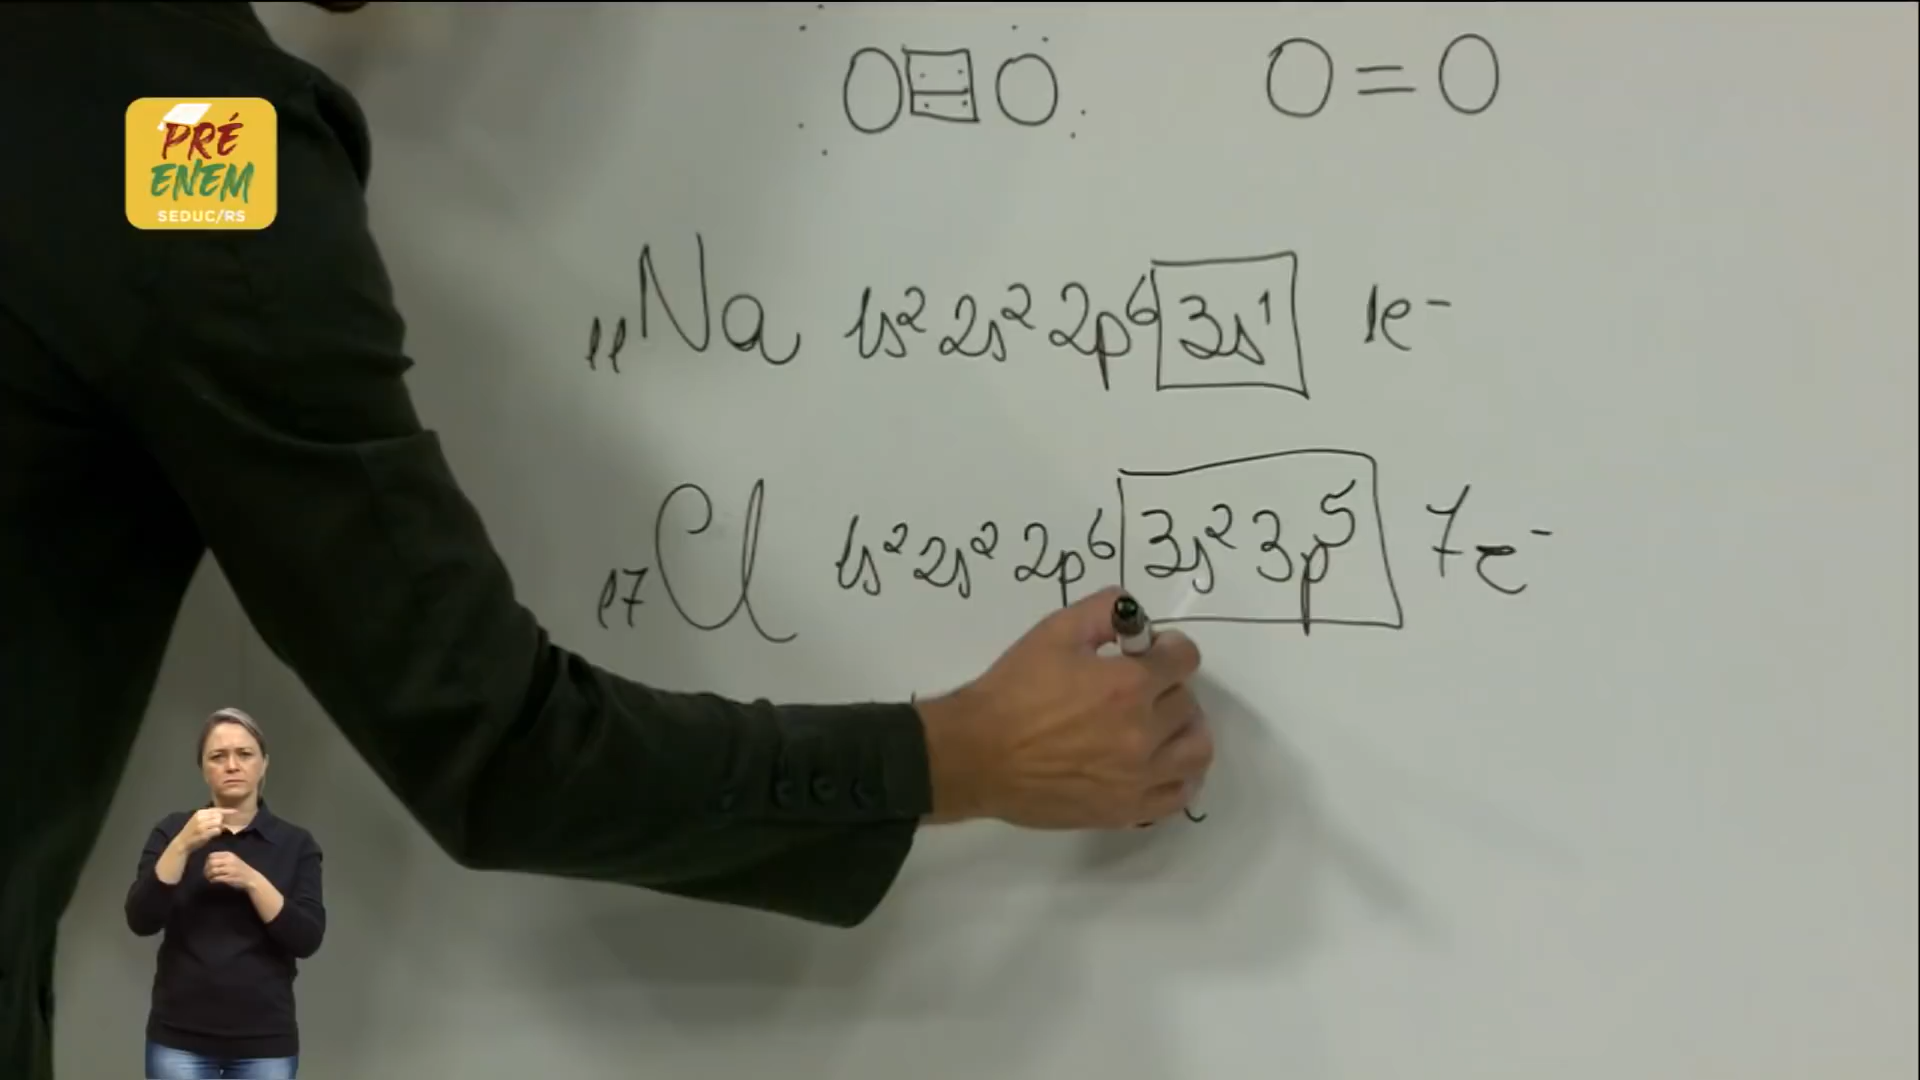 PRÉ
ENEM
SEDUC/RS
O = O O = O
11Na 1s² 2s² 2p⁶ 3s¹ 1e⁻
17Cl 1s² 2s² 2p⁶ 3s² 3p⁵ 7e⁻